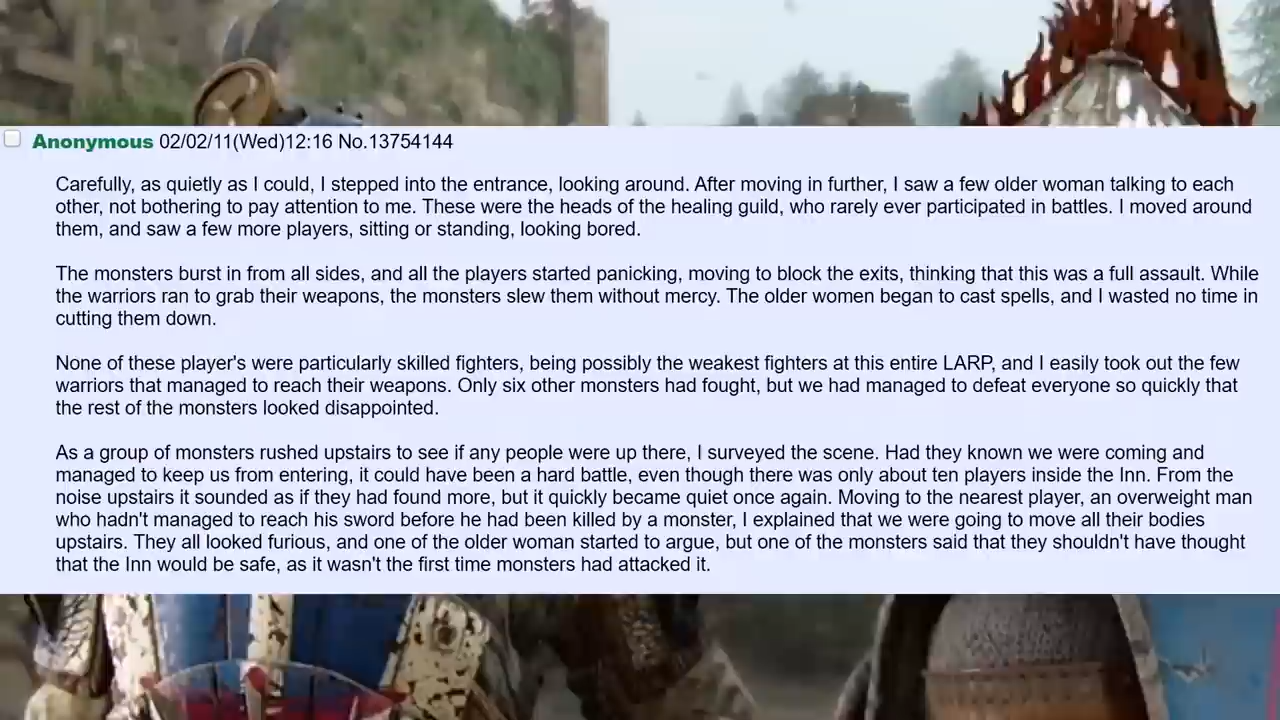 Anonymous 02/02/11(Wed)12:16 No.13754144
Carefully, as quietly as I could, I stepped into the entrance, looking around. After moving in further, I saw a few older woman talking to each
other, not bothering to pay attention to me. These were the heads of the healing guild, who rarely ever participated in battles. I moved around
them, and saw a few more players, sitting or standing, looking bored.
The monsters burst in from all sides, and all the players started panicking, moving to block the exits, thinking that this was a full assault. While
the warriors ran to grab their weapons, the monsters slew them without mercy. The older women began to cast spells, and I wasted no time in
cutting them down.
None of these player's were particularly skilled fighters, being possibly the weakest fighters at this entire LARP, and I easily took out the few
warriors that managed to reach their weapons. Only six other monsters had fought, but we had managed to defeat everyone so quickly that
the rest of the monsters looked disappointed.
As a group of monsters rushed upstairs to see if any people were up there, I surveyed the scene. Had they known we were coming and
managed to keep us from entering, it could have been a hard battle, even though there was only about ten players inside the Inn. From the
noise upstairs it sounded as if they had found more, but it quickly became quiet once again. Moving to the nearest player, an overweight man
who hadn't managed to reach his sword before he had been killed by a monster, I explained that we were going to move all their bodies
upstairs. They all looked furious, and one of the older woman started to argue, but one of the monsters said that they shouldn't have thought
that the Inn would be safe, as it wasn't the first time monsters had attacked it.